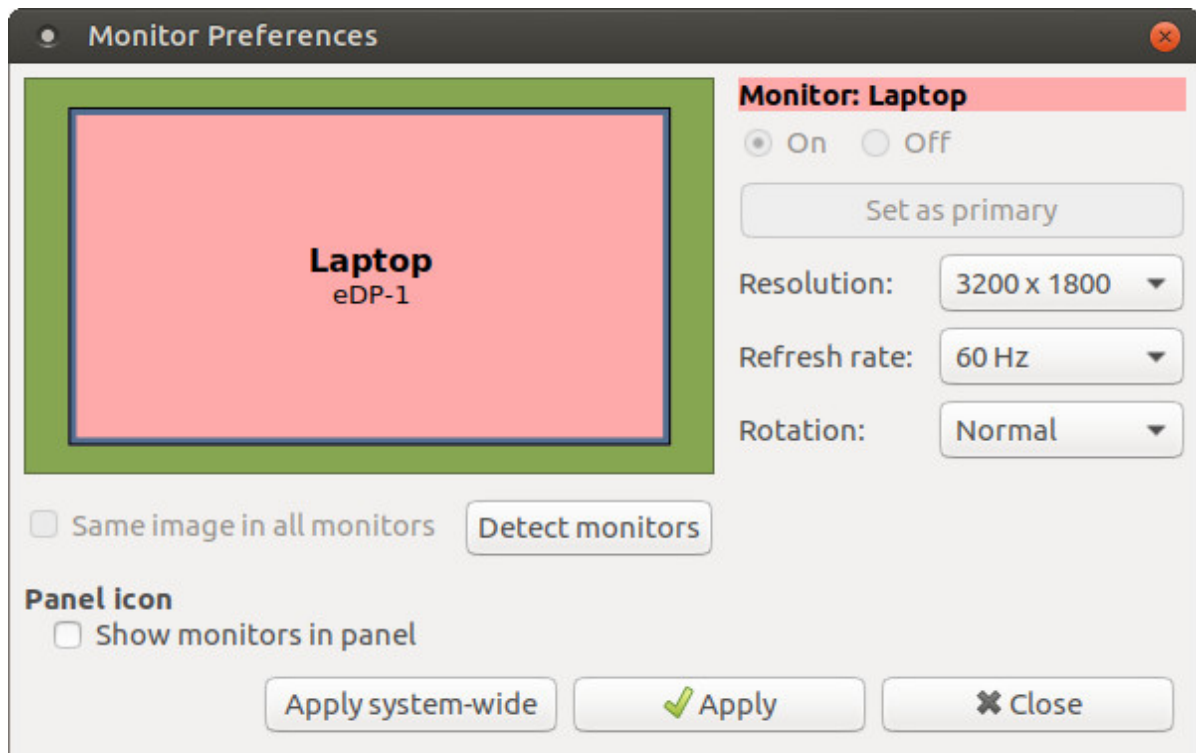 Monitor Preferences
Laptop
eDP-1
Monitor: Laptop
On Off
Set as primary
Resolution: 3200 x 1800
Refresh rate: 60 Hz
Rotation: Normal
Same image in all monitors Detect monitors
Panel icon
Show monitors in panel
Apply system-wide Apply Close